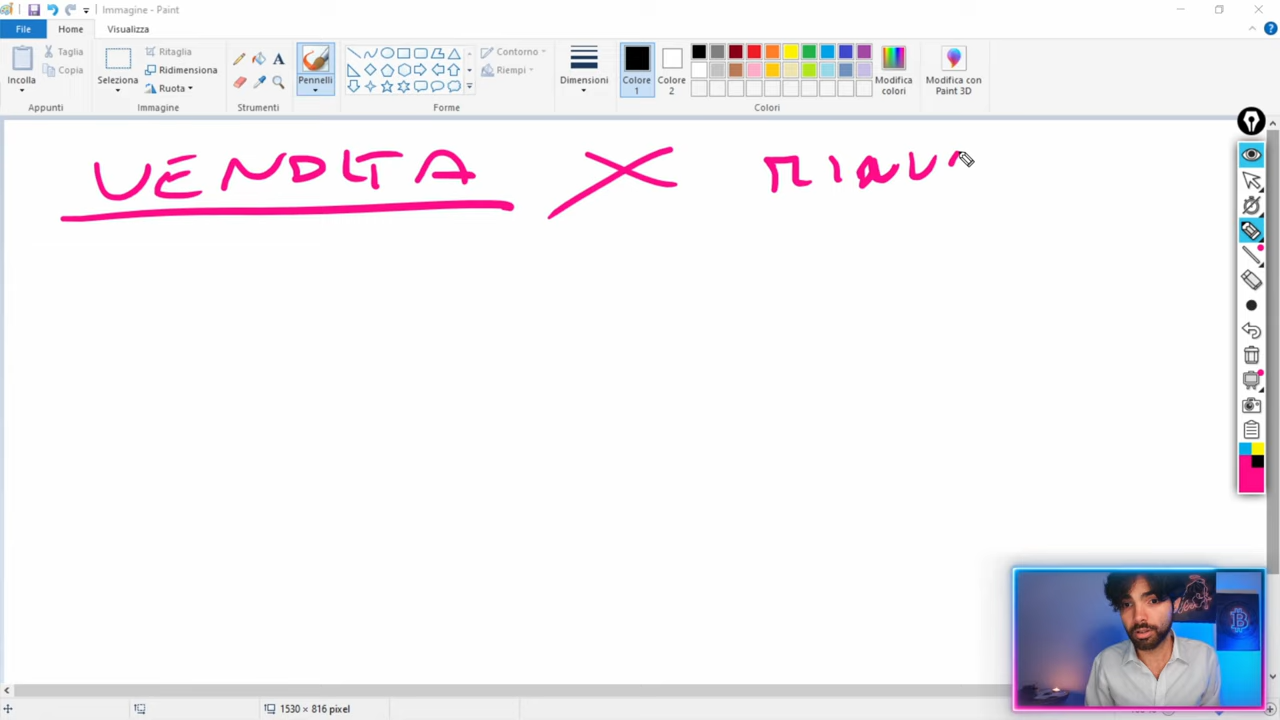 Immagine - Paint
File Home Visualizza
Incolla Taglia Copia Seleziona Ritaglia Ridimensiona Ruota Pennelli Contorno Riempi Dimensioni Colore 1 Colore 2 Modifica colori Modifica con Paint 3D
Appunti Immagine Strumenti Forme Colori
VENDITA X
1530 × 816 pixel